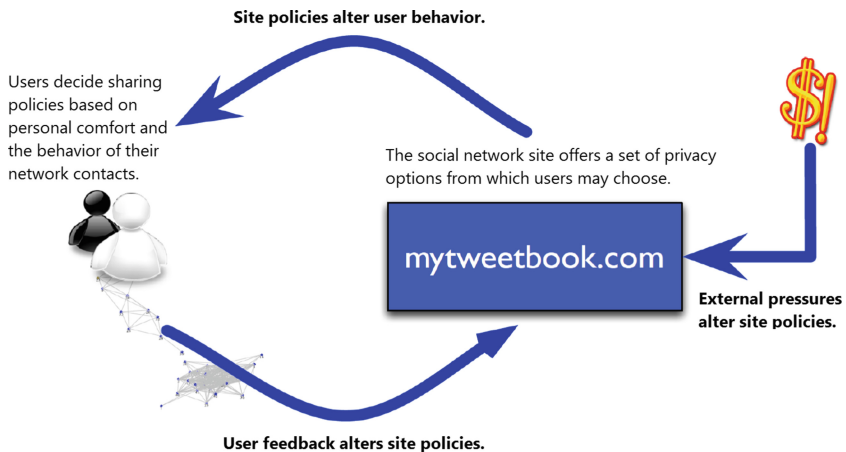 Site policies alter user behavior.
Users decide sharing
policies based on
personal comfort and
the behavior of their
network contacts.
$!
The social network site offers a set of privacy
options from which users may choose.
mytweetbook.com
External pressures
alter site policies.
User feedback alters site policies.